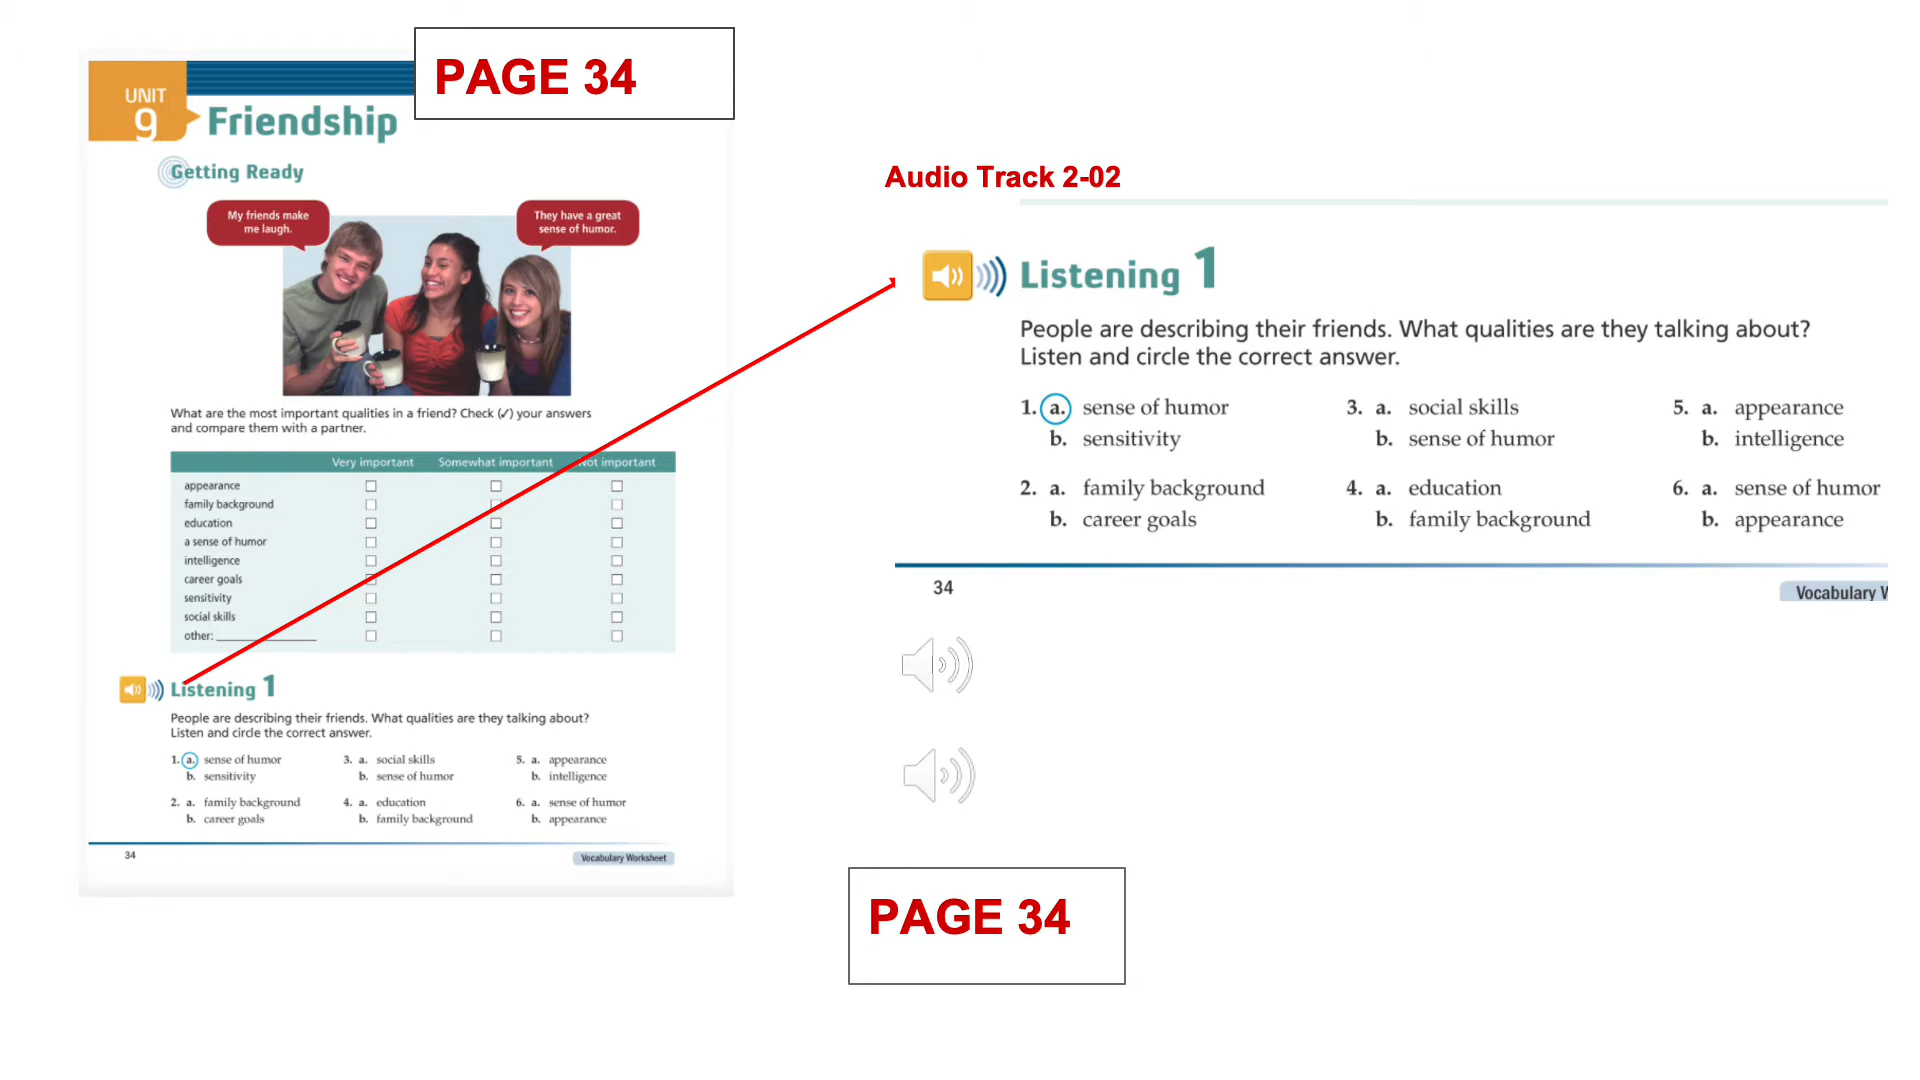 PAGE 34
UNIT
9
Friendship
Getting Ready
My friends make
me laugh.
They have a great
sense of humor.
What are the most important qualities in a friend? Check (✓) your answers
and compare them with a partner.
Very important Somewhat important Not important
appearance
family background
education
a sense of humor
intelligence
career goals
sensitivity
social skills
other:
Listening 1
People are describing their friends. What qualities are they talking about?
Listen and circle the correct answer.
1. a. sense of humor 3. a. social skills 5. a. appearance
b. sensitivity b. sense of humor b. intelligence
2. a. family background 4. a. education 6. a. sense of humor
b. career goals b. family background b. appearance
34 Vocabulary Worksheet
Audio Track 2-02
Listening 1
People are describing their friends. What qualities are they talking about?
Listen and circle the correct answer.
1. a. sense of humor 3. a. social skills 5. a. appearance
b. sensitivity b. sense of humor b. intelligence
2. a. family background 4. a. education 6. a. sense of humor
b. career goals b. family background b. appearance
34 Vocabulary
PAGE 34